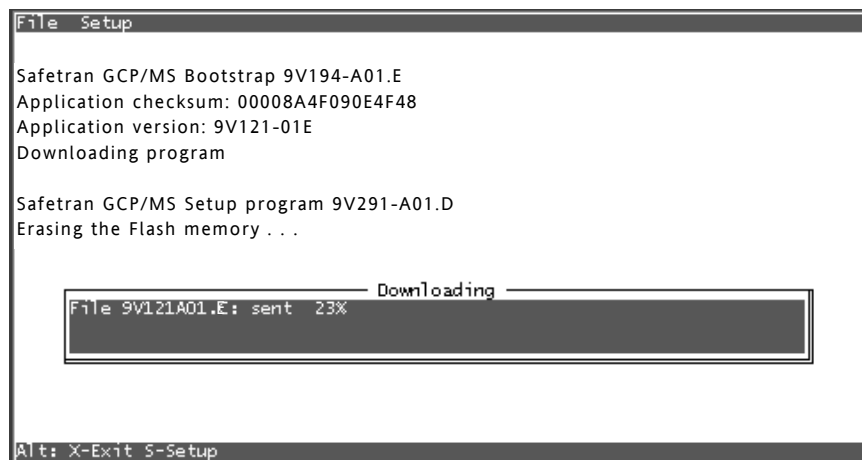 File Setup
Safetran GCP/MS Bootstrap 9V194-A01.E
Application checksum: 00008A4F090E4F48
Application version: 9V121-01E
Downloading program
Safetran GCP/MS Setup program 9V291-A01.D
Erasing the Flash memory . . .
Downloading
File 9V121A01.E: sent 23%
Alt: X-Exit S-Setup